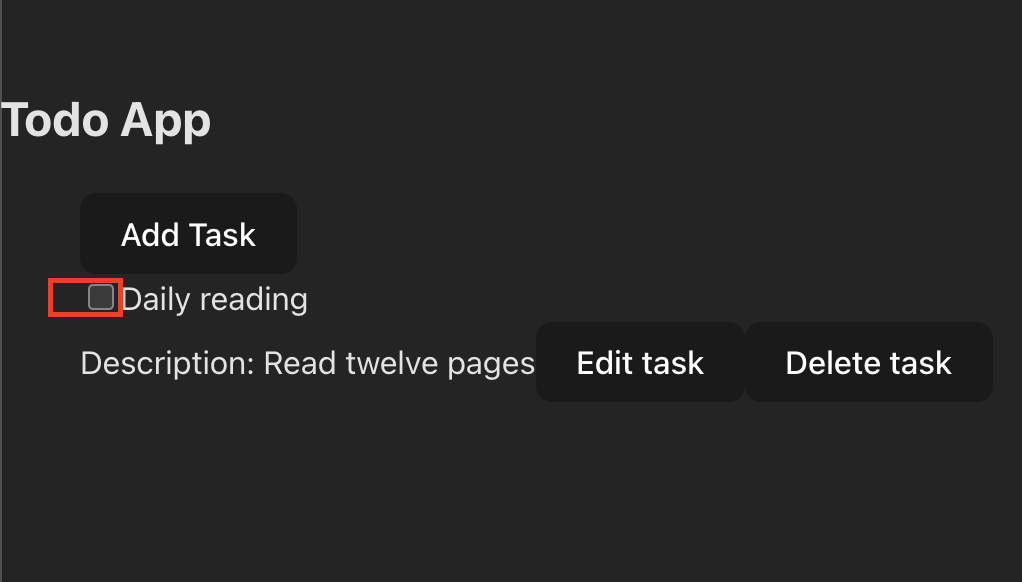 Todo App
Add Task
Daily reading
Description: Read twelve pages Edit task Delete task